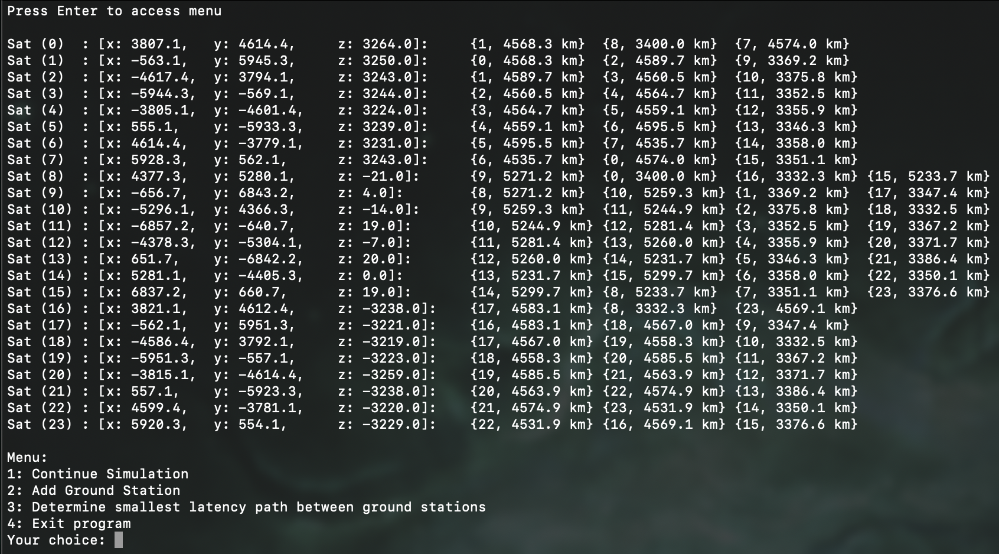 Press Enter to access menu
Sat (0)  : [x: 3807.1,   y: 4614.4,     z: 3264.0]:     {1, 4568.3 km}  {8, 3400.0 km}  {7, 4574.0 km}
Sat (1)  : [x: -563.1,   y: 5945.3,     z: 3250.0]:     {0, 4568.3 km}  {2, 4589.7 km}  {9, 3369.2 km}
Sat (2)  : [x: -4617.4,  y: 3794.1,     z: 3243.0]:     {1, 4589.7 km}  {3, 4560.5 km}  {10, 3375.8 km}
Sat (3)  : [x: -5944.3,  y: -569.1,     z: 3244.0]:     {2, 4560.5 km}  {4, 4564.7 km}  {11, 3352.5 km}
Sat (4)  : [x: -3805.1,  y: -4601.4,    z: 3224.0]:     {3, 4564.7 km}  {5, 4559.1 km}  {12, 3355.9 km}
Sat (5)  : [x: 555.1,    y: -5933.3,    z: 3239.0]:     {4, 4559.1 km}  {6, 4595.5 km}  {13, 3346.3 km}
Sat (6)  : [x: 4614.4,   y: -3779.1,    z: 3231.0]:     {5, 4595.5 km}  {7, 4535.7 km}  {14, 3358.0 km}
Sat (7)  : [x: 5928.3,   y: 562.1,      z: 3243.0]:     {6, 4535.7 km}  {0, 4574.0 km}  {15, 3351.1 km}
Sat (8)  : [x: 4377.3,   y: 5280.1,     z: -21.0]:      {9, 5271.2 km}  {0, 3400.0 km}  {16, 3332.3 km} {15, 5233.7 km}
Sat (9)  : [x: -656.7,   y: 6843.2,     z: 4.0]:        {8, 5271.2 km}  {10, 5259.3 km} {1, 3369.2 km}  {17, 3347.4 km}
Sat (10) : [x: -5296.1,  y: 4366.3,     z: -14.0]:      {9, 5259.3 km}  {11, 5244.9 km} {2, 3375.8 km}  {18, 3332.5 km}
Sat (11) : [x: -6857.2,  y: -640.7,     z: 19.0]:       {10, 5244.9 km} {12, 5281.4 km} {3, 3352.5 km}  {19, 3367.2 km}
Sat (12) : [x: -4378.3,  y: -5304.1,    z: -7.0]:       {11, 5281.4 km} {13, 5260.0 km} {4, 3355.9 km}  {20, 3371.7 km}
Sat (13) : [x: 651.7,    y: -6842.2,    z: 20.0]:       {12, 5260.0 km} {14, 5231.7 km} {5, 3346.3 km}  {21, 3386.4 km}
Sat (14) : [x: 5281.1,   y: -4405.3,    z: 0.0]:        {13, 5231.7 km} {15, 5299.7 km} {6, 3358.0 km}  {22, 3350.1 km}
Sat (15) : [x: 6837.2,   y: 660.7,      z: 19.0]:       {14, 5299.7 km} {8, 5233.7 km}  {7, 3351.1 km}  {23, 3376.6 km}
Sat (16) : [x: 3821.1,   y: 4612.4,     z: -3238.0]:    {17, 4583.1 km} {8, 3332.3 km}  {23, 4569.1 km}
Sat (17) : [x: -562.1,   y: 5951.3,     z: -3221.0]:    {16, 4583.1 km} {18, 4567.0 km} {9, 3347.4 km}
Sat (18) : [x: -4586.4,  y: 3792.1,     z: -3219.0]:    {17, 4567.0 km} {19, 4558.3 km} {10, 3332.5 km}
Sat (19) : [x: -5951.3,  y: -557.1,     z: -3223.0]:    {18, 4558.3 km} {20, 4585.5 km} {11, 3367.2 km}
Sat (20) : [x: -3815.1,  y: -4614.4,    z: -3259.0]:    {19, 4585.5 km} {21, 4563.9 km} {12, 3371.7 km}
Sat (21) : [x: 557.1,    y: -5923.3,    z: -3238.0]:    {20, 4563.9 km} {22, 4574.9 km} {13, 3386.4 km}
Sat (22) : [x: 4599.4,   y: -3781.1,    z: -3220.0]:    {21, 4574.9 km} {23, 4531.9 km} {14, 3350.1 km}
Sat (23) : [x: 5920.3,   y: 554.1,      z: -3229.0]:    {22, 4531.9 km} {16, 4569.1 km} {15, 3376.6 km}
Menu:
1: Continue Simulation
2: Add Ground Station
3: Determine smallest latency path between ground stations
4: Exit program
Your choice: